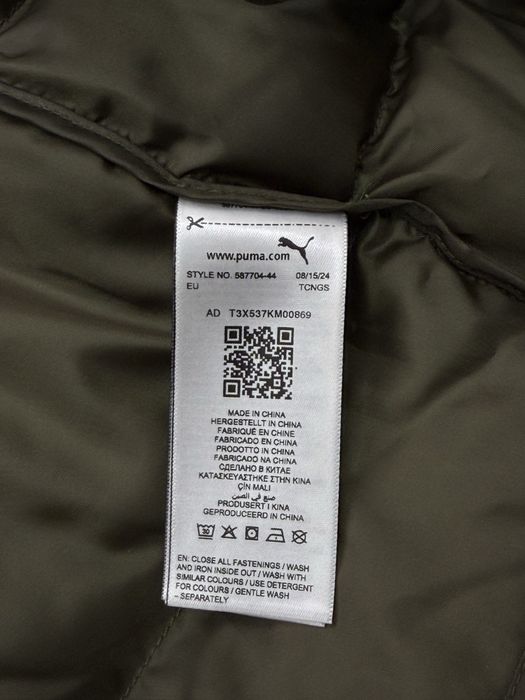 www.puma.com
STYLE NO. 587704-44 08/15/24
EU TCNGS
AD T3X537KM00869
MADE IN CHINA
HERGESTELLT IN CHINA
FABRIQUÉ EN CHINE
FABRICADO EN CHINA
PRODOTTO IN CHINA
FABRICADO NA CHINA
СДЕЛАНО В КИТАЕ
ΚΑΤΑΣΚΕΥΑΣΤΗΚΕ ΣΤΗΝ ΚΙΝΑ
ÇİN MALI
صنع في الصين
PRODUSERT I KINA
GEPRODUCEERD IN CHINA
30
EN: CLOSE ALL FASTENINGS / WASH
AND IRON INSIDE OUT / WASH WITH
SIMILAR COLOURS / USE DETERGENT
FOR COLOURS / GENTLE WASH
- SEPARATELY